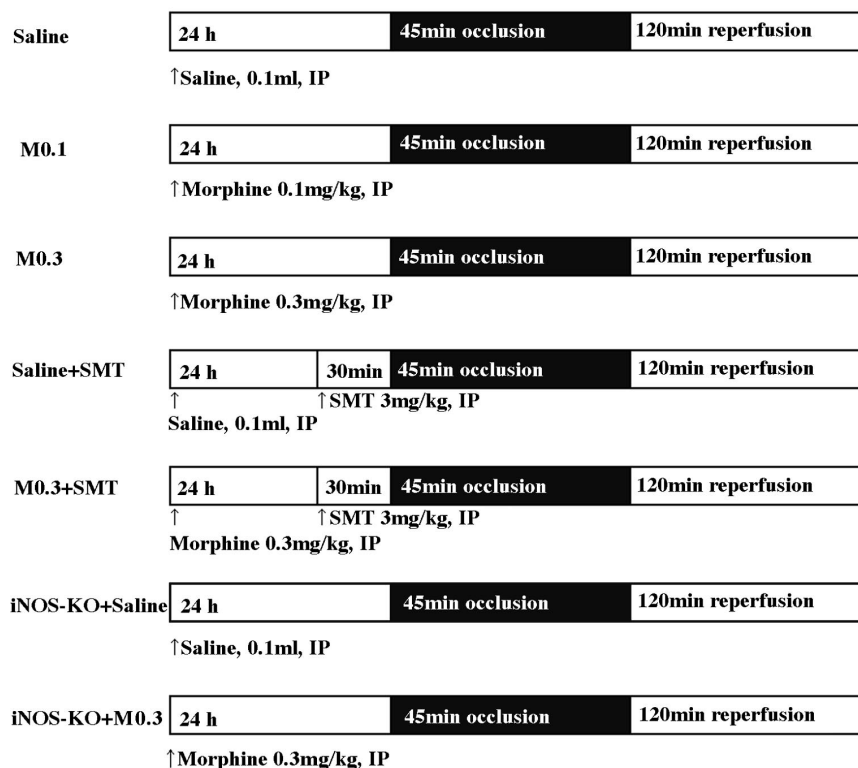 Saline 24 h 45min occlusion 120min reperfusion
↑Saline, 0.1ml, IP
M0.1 24 h 45min occlusion 120min reperfusion
↑Morphine 0.1mg/kg, IP
M0.3 24 h 45min occlusion 120min reperfusion
↑Morphine 0.3mg/kg, IP
Saline+SMT 24 h 30min 45min occlusion 120min reperfusion
↑ ↑SMT 3mg/kg, IP
Saline, 0.1ml, IP
M0.3+SMT 24 h 30min 45min occlusion 120min reperfusion
↑ ↑SMT 3mg/kg, IP
Morphine 0.3mg/kg, IP
iNOS-KO+Saline 24 h 45min occlusion 120min reperfusion
↑Saline, 0.1ml, IP
iNOS-KO+M0.3 24 h 45min occlusion 120min reperfusion
↑Morphine 0.3mg/kg, IP